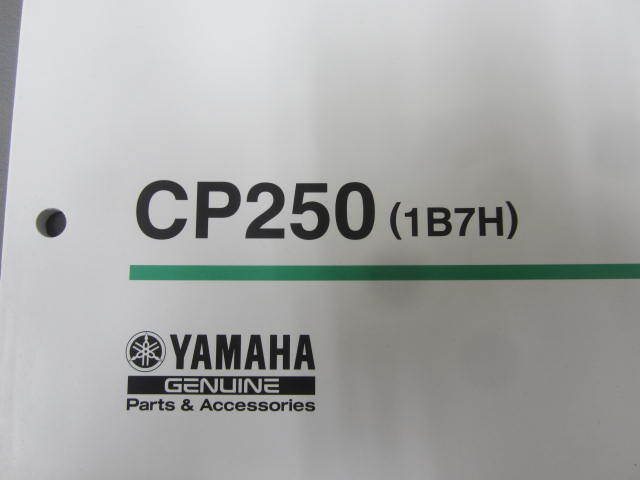 CP250 (1B7H)
YAMAHA
GENUINE
Parts & Accessories